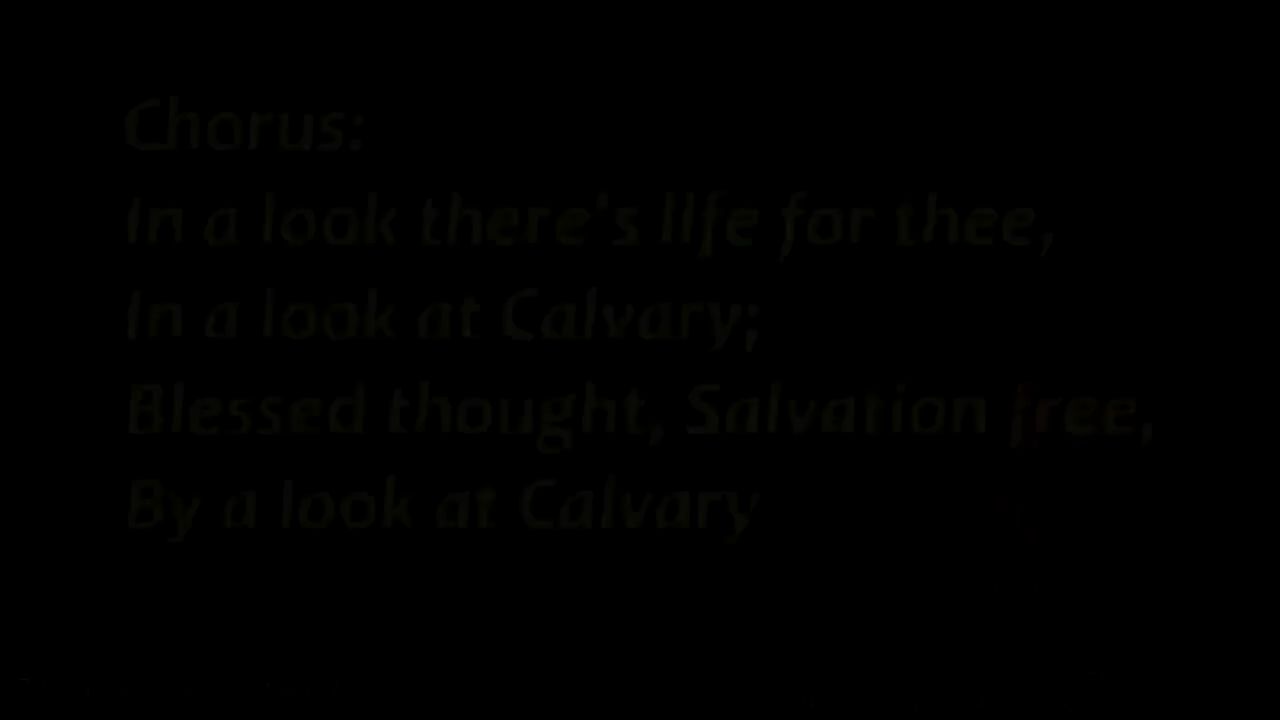 Chorus:
In a look there's life for thee,
In a look at Calvary;
Blessed thought, Salvation free,
By a look at Calvary